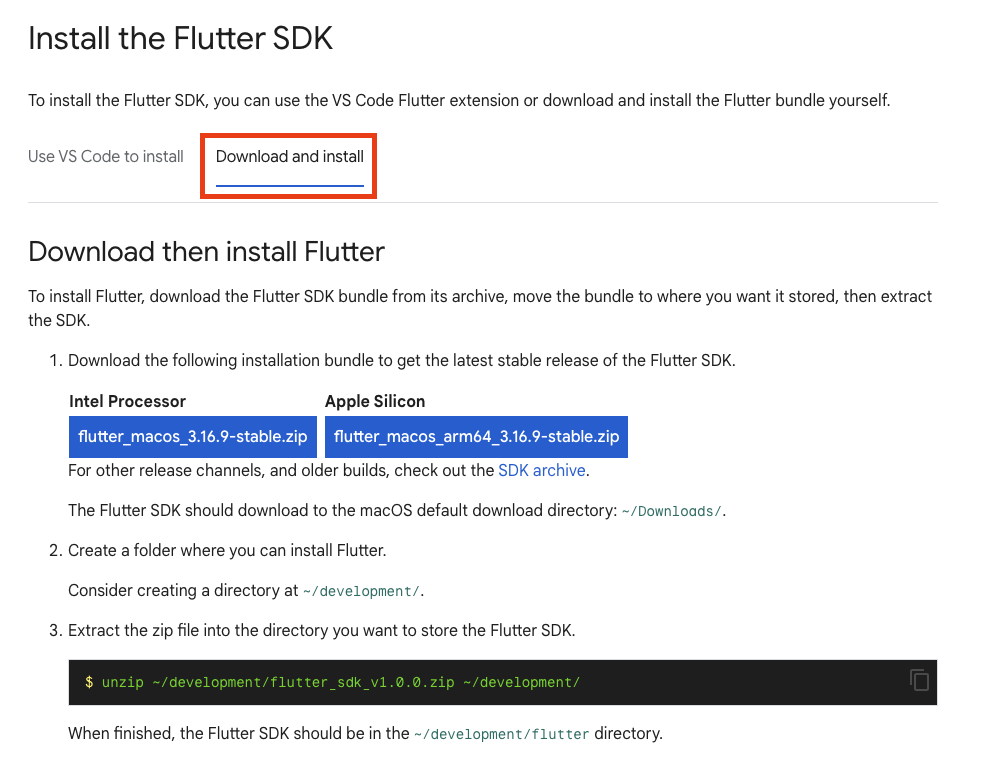 Install the Flutter SDK
To install the Flutter SDK, you can use the VS Code Flutter extension or download and install the Flutter bundle yourself.
Use VS Code to install
Download and install
Download then install Flutter
To install Flutter, download the Flutter SDK bundle from its archive, move the bundle to where you want it stored, then extract
the SDK.
1. Download the following installation bundle to get the latest stable release of the Flutter SDK.
Intel Processor
Apple Silicon
flutter_macos_3.16.9-stable.zip
flutter_macos_arm64_3.16.9-stable.zip
For other release channels, and older builds, check out the SDK archive.
The Flutter SDK should download to the macOS default download directory: ~/Downloads/.
2. Create a folder where you can install Flutter.
Consider creating a directory at ~/development/.
3. Extract the zip file into the directory you want to store the Flutter SDK.
$ unzip ~/development/flutter_sdk_v1.0.0.zip ~/development/
When finished, the Flutter SDK should be in the ~/development/flutter directory.